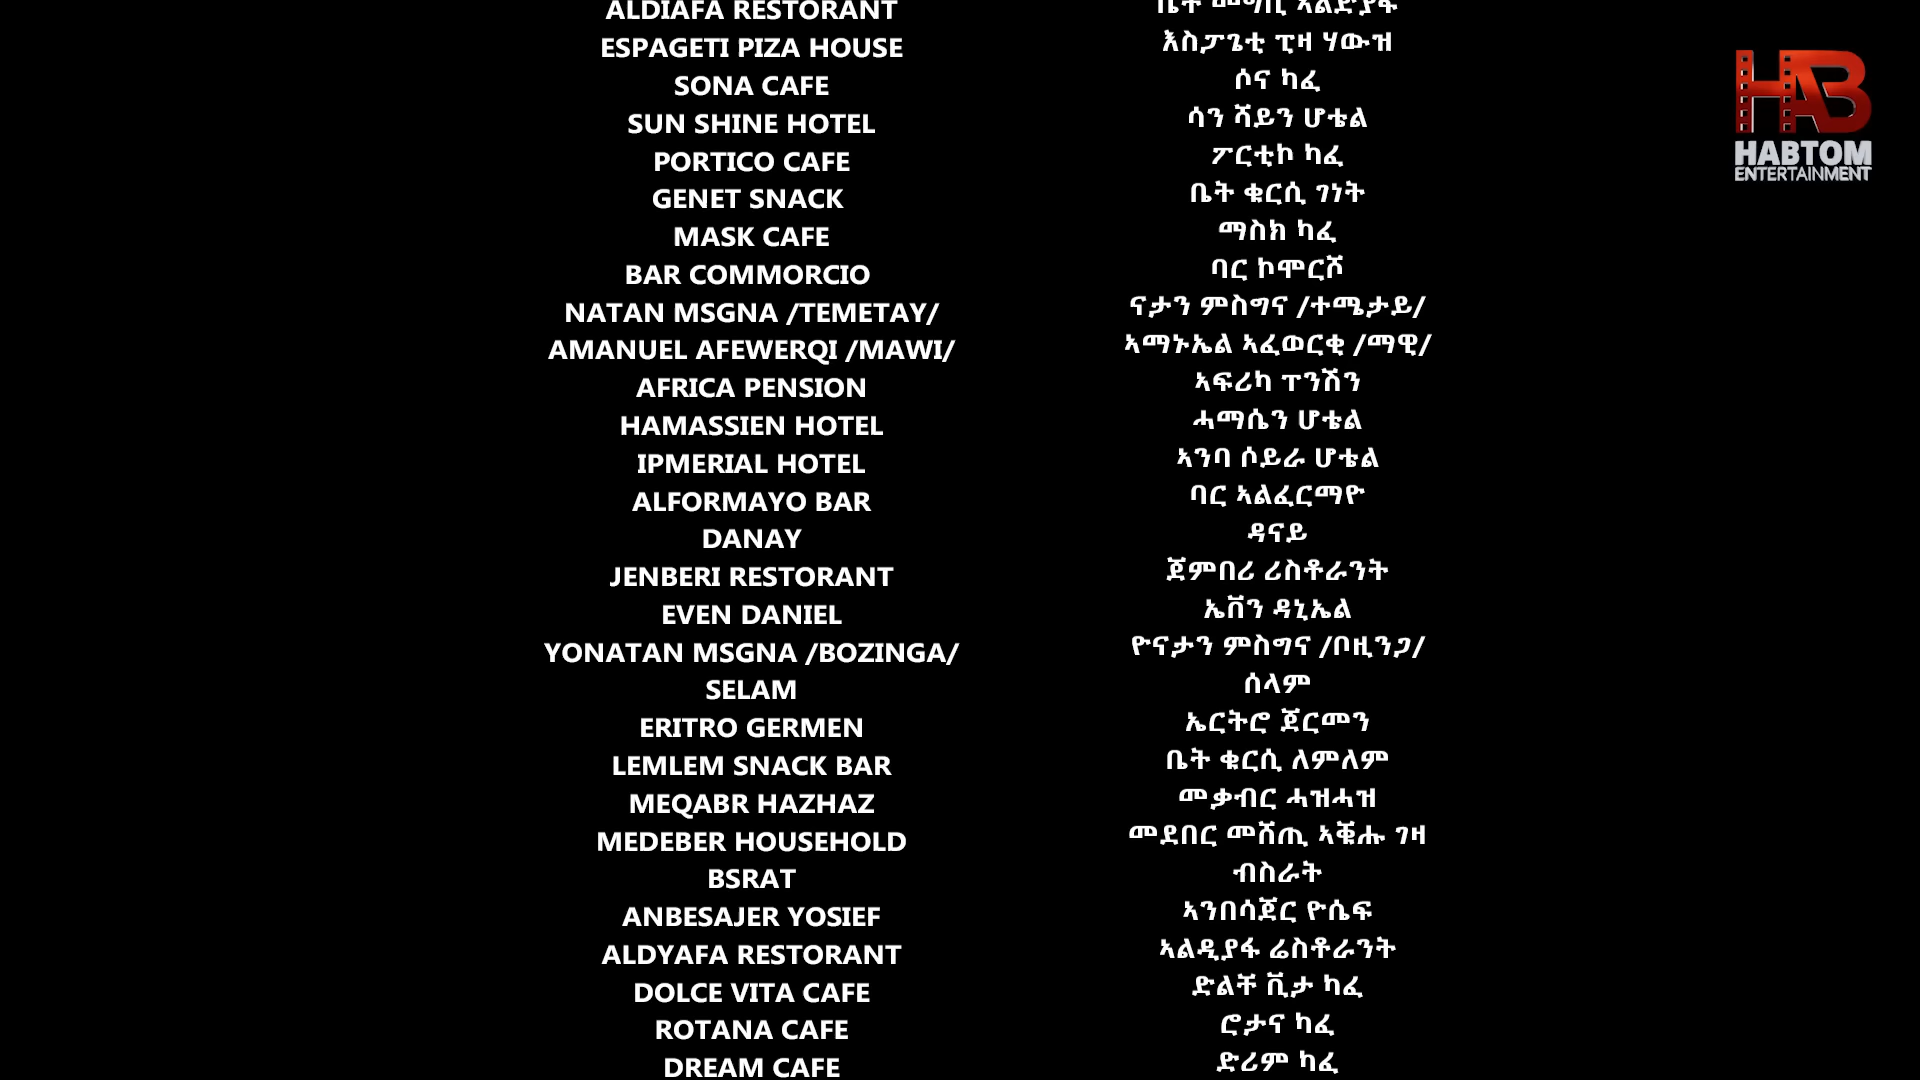 ALDIAFA RESTORANT ቤት መግቢ ኣልድያፋ
ESPAGETI PIZA HOUSE እስፓጌቲ ፒዛ ሃውዝ
SONA CAFE ሶና ካፈ
SUN SHINE HOTEL ሳን ሻይን ሆቴል
PORTICO CAFE ፖርቲኮ ካፈ
GENET SNACK ቤት ቁርሲ ገነት
MASK CAFE ማስክ ካፈ
BAR COMMORCIO ባር ኮሞርሾ
NATAN MSGNA /TEMETAY/ ናታን ምስግና /ተሜታይ/
AMANUEL AFEWERQI /MAWI/ ኣማኑኤል ኣፈወርቂ /ማዊ/
AFRICA PENSION ኣፍሪካ ፐንሽን
HAMASSIEN HOTEL ሓማሴን ሆቴል
IPMERIAL HOTEL ኣንባ ሶይራ ሆቴል
ALFORMAYO BAR ባር ኣልፈርማዮ
DANAY ዳናይ
JENBERI RESTORANT ጀምበሪ ሪስቶራንት
EVEN DANIEL ኤቨን ዳኒኤል
YONATAN MSGNA /BOZINGA/ ዮናታን ምስግና /ቦዚንጋ/
SELAM ሰላም
ERITRO GERMEN ኤርትሮ ጀርመን
LEMLEM SNACK BAR ቤት ቁርሲ ለምለም
MEQABR HAZHAZ መቃብር ሓዝሓዝ
MEDEBER HOUSEHOLD መደበር መሸጢ ኣቕሑ ገዛ
BSRAT ብስራት
ANBESAJER YOSIEF ኣንበሳጀር ዮሴፍ
ALDYAFA RESTORANT ኣልዲያፋ ሬስቶራንት
DOLCE VITA CAFE ድልቸ ቪታ ካፈ
ROTANA CAFE ሮታና ካፈ
DREAM CAFE ድሪም ካፈ
HAB
HABTOM
ENTERTAINMENT